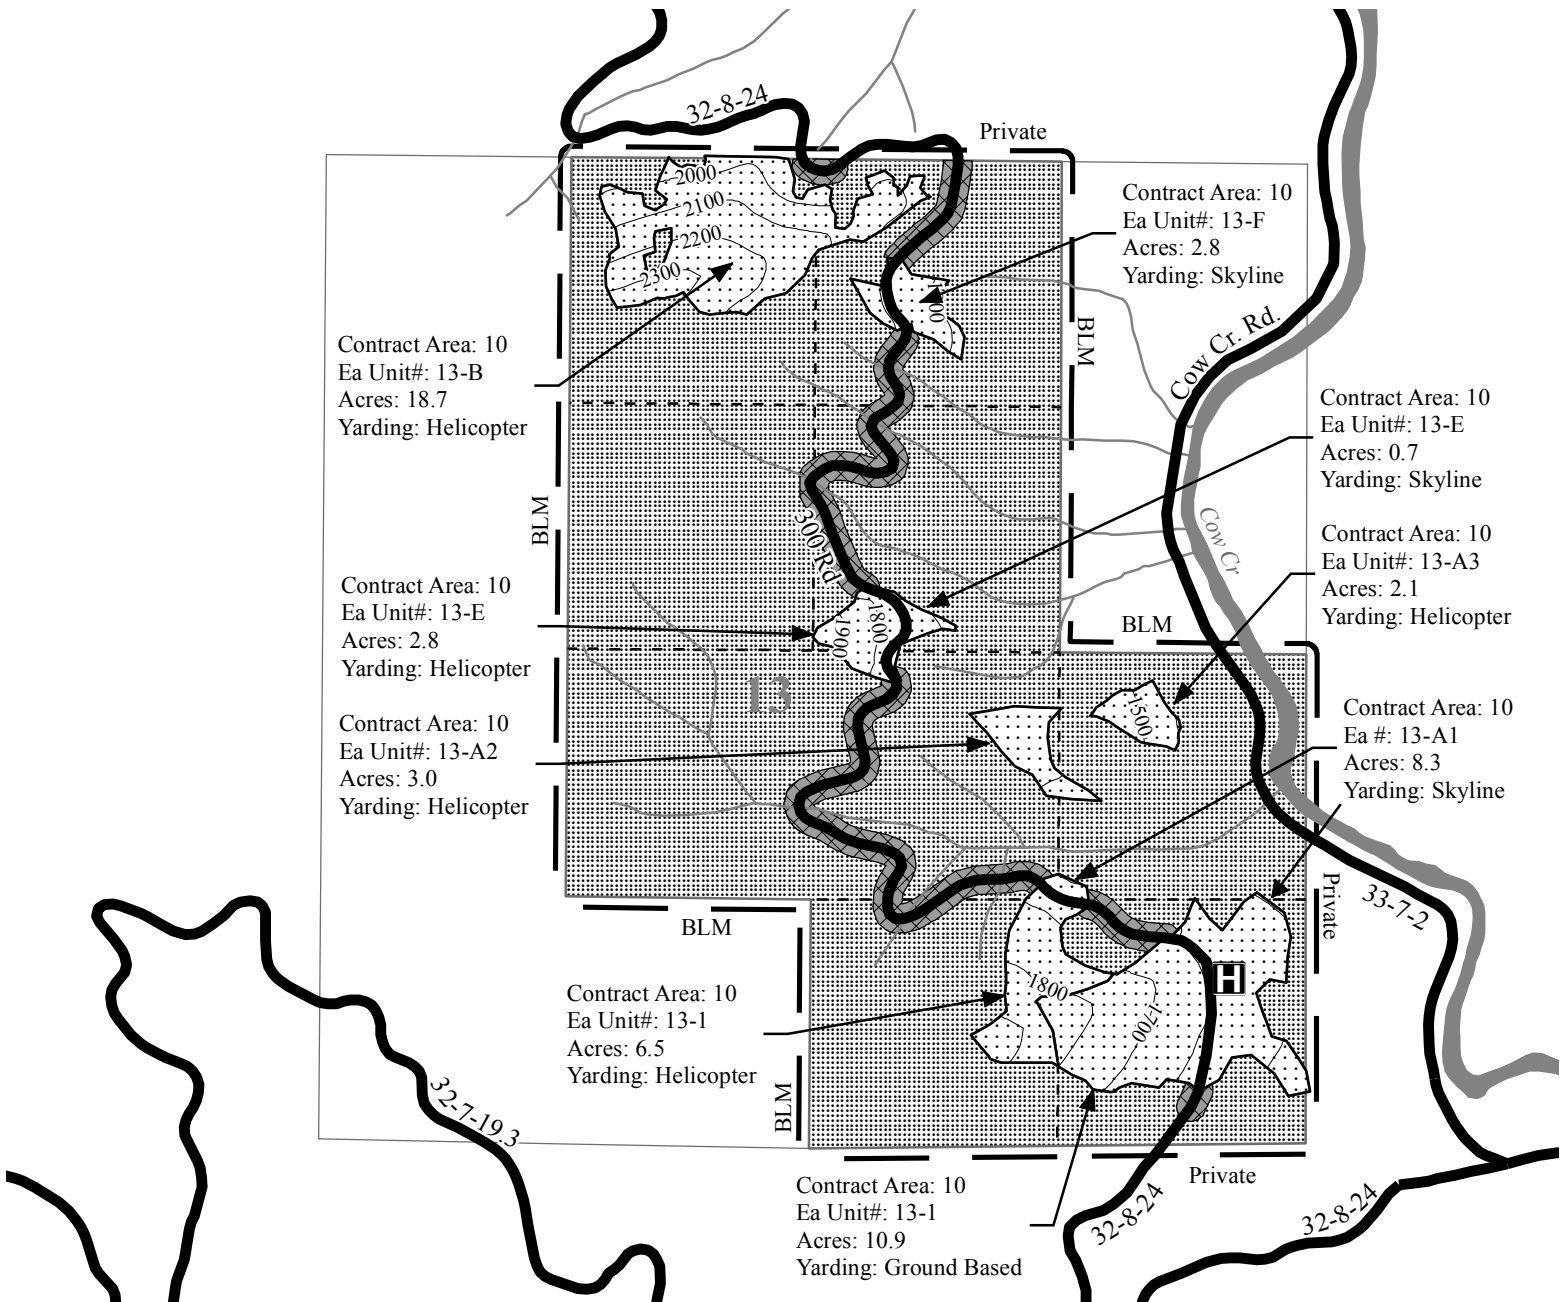 32-8-24
Private
Contract Area: 10
Ea Unit#: 13-F
Acres: 2.8
Yarding: Skyline
2000
2100
2200
2300
Contract Area: 10
Ea Unit#: 13-B
Acres: 18.7
Yarding: Helicopter
BLM
Cow Cr. Rd.
Contract Area: 10
Ea Unit#: 13-E
Acres: 0.7
Yarding: Skyline
BLM
300 Rd
Cow Cr
Contract Area: 10
Ea Unit#: 13-A3
Acres: 2.1
Yarding: Helicopter
Contract Area: 10
Ea Unit#: 13-E
Acres: 2.8
Yarding: Helicopter
1800
1900
BLM
13
1500
Contract Area: 10
Ea #: 13-A1
Acres: 8.3
Yarding: Skyline
Contract Area: 10
Ea Unit#: 13-A2
Acres: 3.0
Yarding: Helicopter
BLM
Private
33-7-2
H
1800
1700
Contract Area: 10
Ea Unit#: 13-1
Acres: 6.5
Yarding: Helicopter
32-7-19.3
BLM
Private
Contract Area: 10
Ea Unit#: 13-1
Acres: 10.9
Yarding: Ground Based
32-8-24
32-8-24